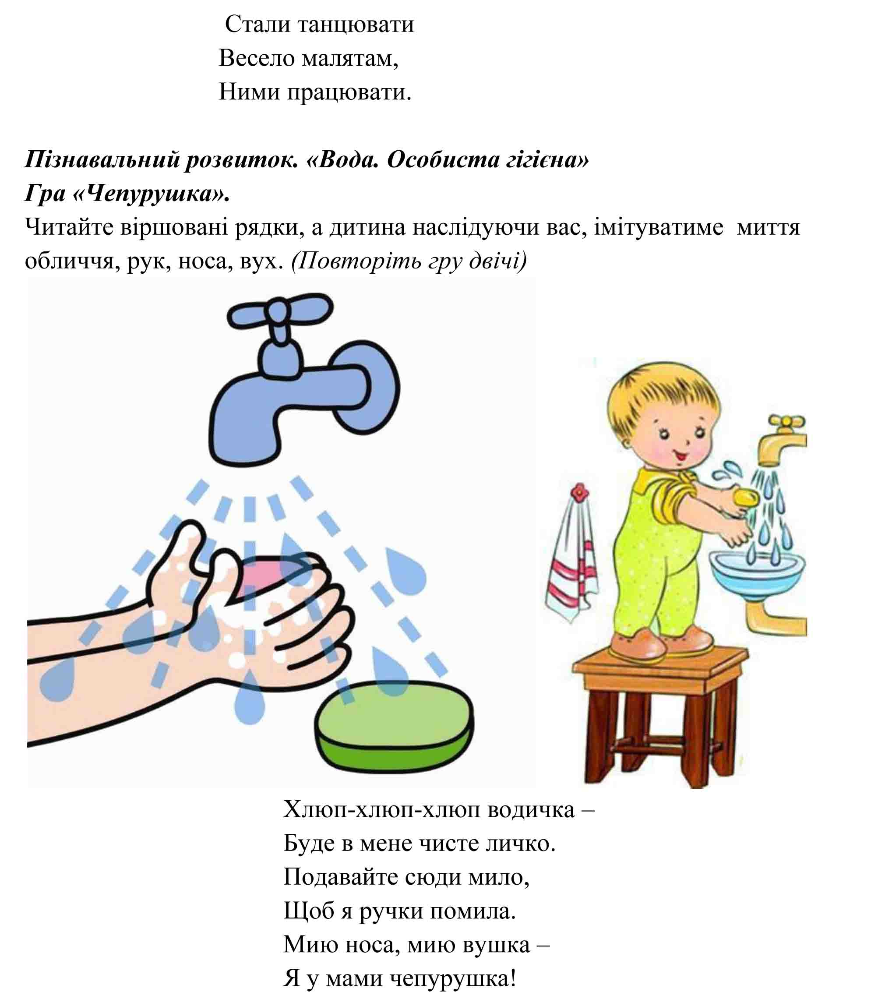 Стали танцювати
Весело малятам,
Ними працювати.
Пізнавальний розвиток. «Вода. Особиста гігієна»
Гра «Чепурушка».
Читайте віршовані рядки, а дитина наслідуючи вас, імітуватиме миття
обличчя, рук, носа, вух. (Повторіть гру двічі)
Хлюп-хлюп-хлюп водичка –
Буде в мене чисте личко.
Подавайте сюди мило,
Щоб я ручки помила.
Мию носа, мию вушка –
Я у мами чепурушка!